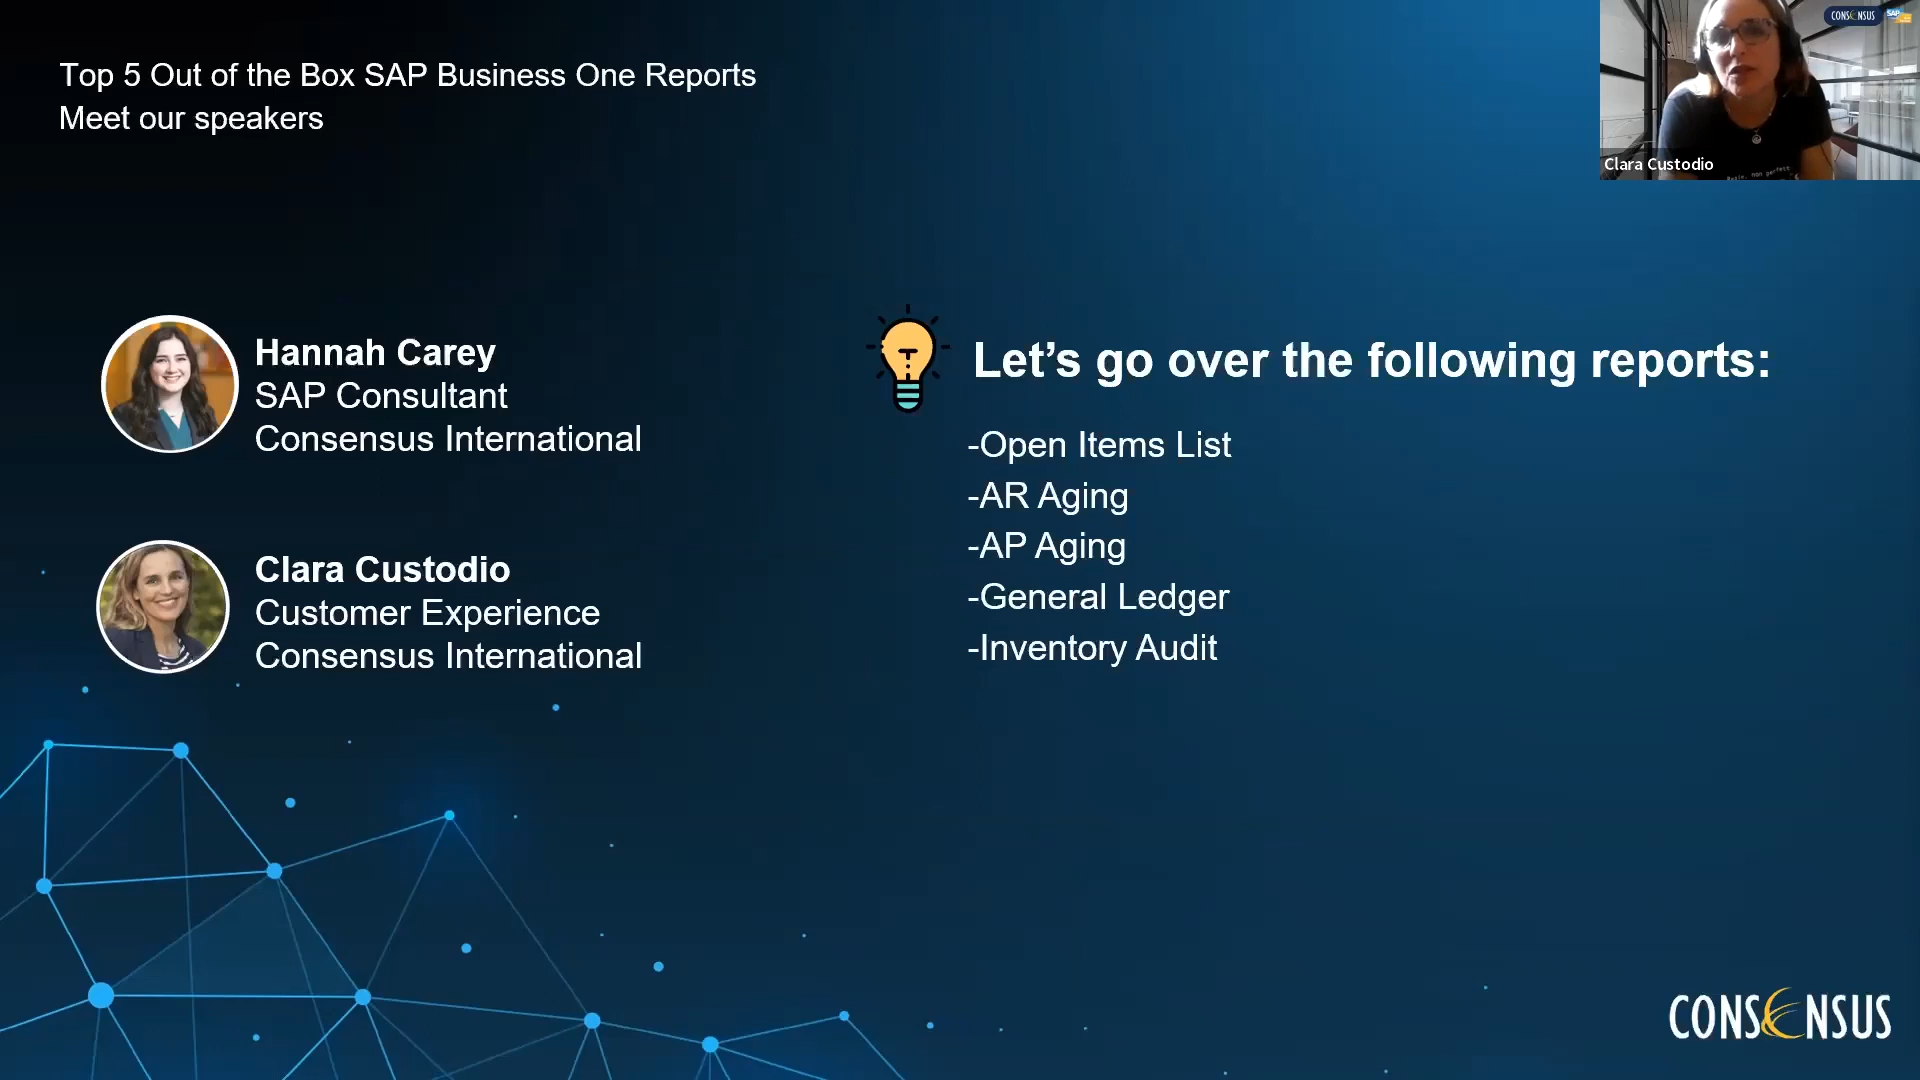 Top 5 Out of the Box SAP Business One Reports
Meet our speakers
CONSENSUS
SAP
Clara Custodio
Hannah Carey
SAP Consultant
Consensus International
Clara Custodio
Customer Experience
Consensus International
Let’s go over the following reports:
-Open Items List
-AR Aging
-AP Aging
-General Ledger
-Inventory Audit
CONSENSUS